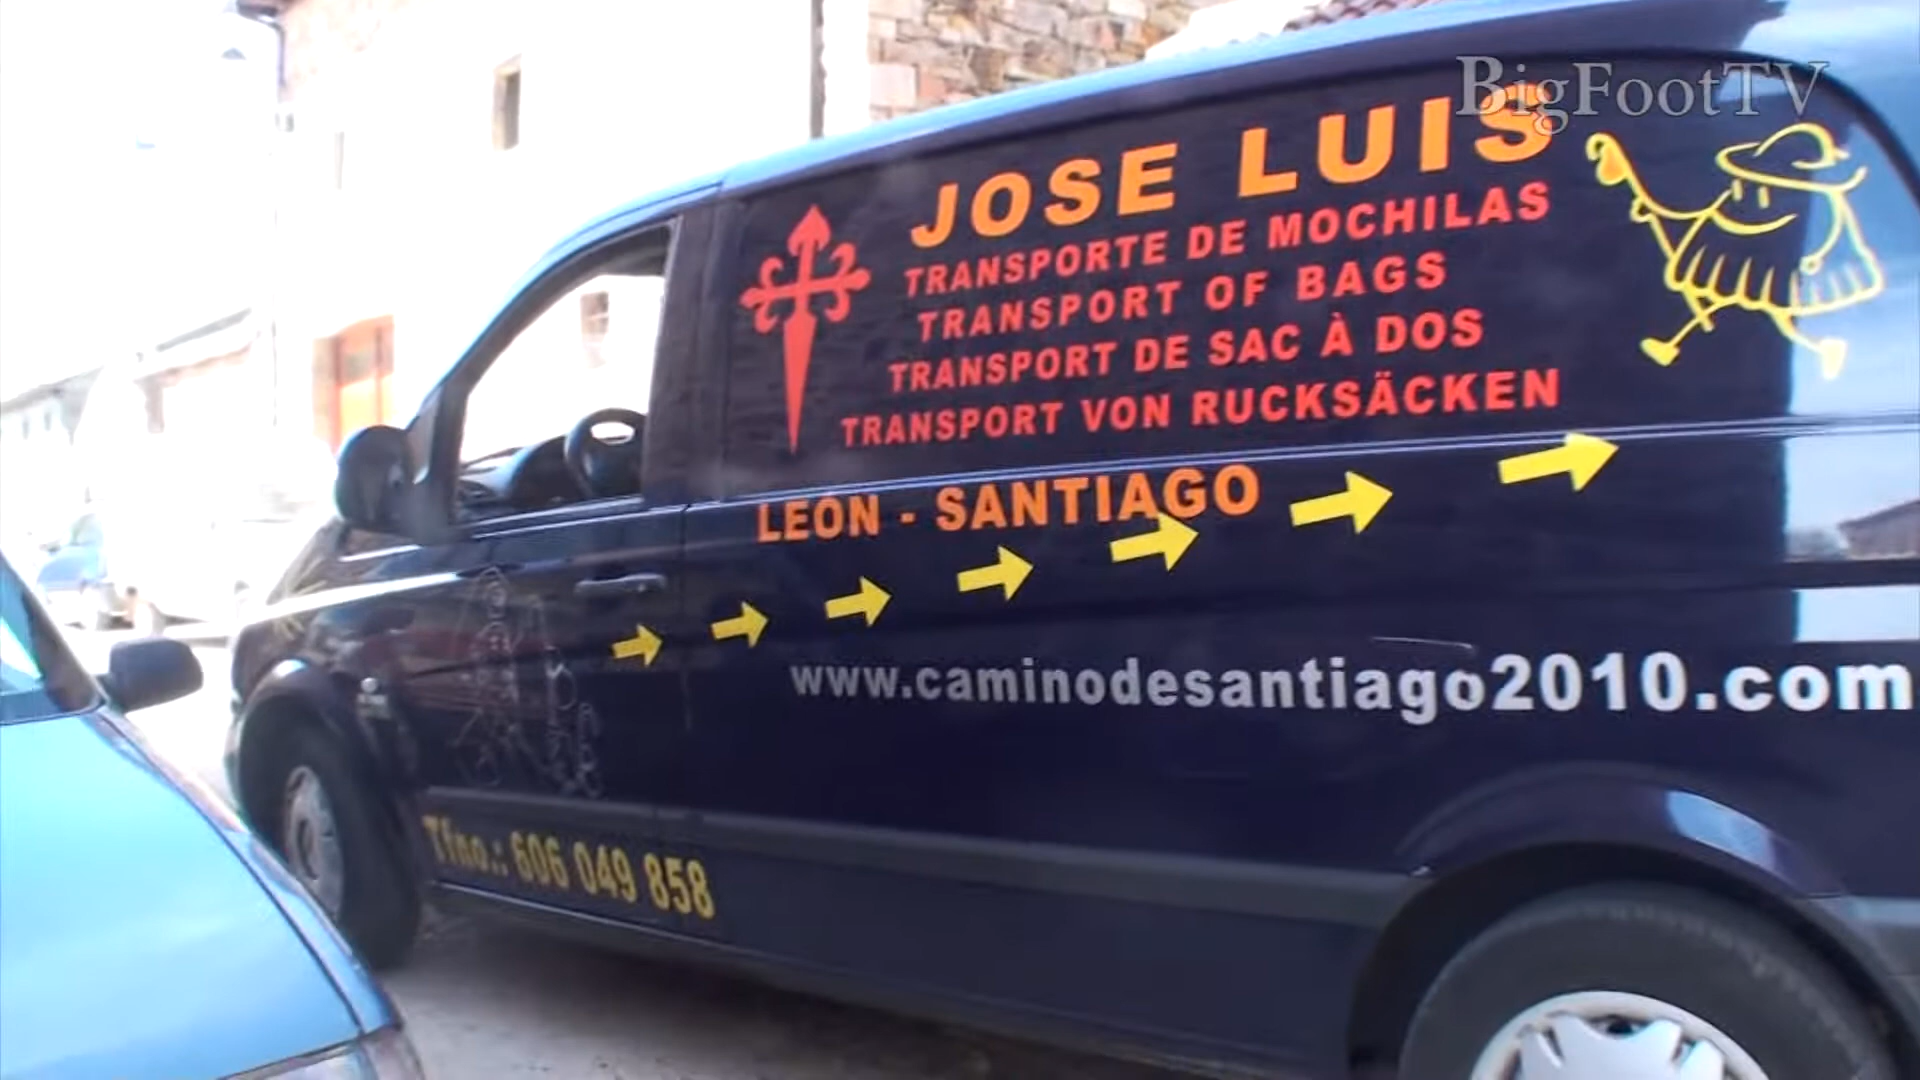 BigFootTV
JOSE LUIS
TRANSPORTE DE MOCHILAS
TRANSPORT OF BAGS
TRANSPORT DE SAC À DOS
TRANSPORT VON RUCKSÄCKEN
LEON - SANTIAGO
www.caminodesantiago2010.com
Tfno.: 606 049 858